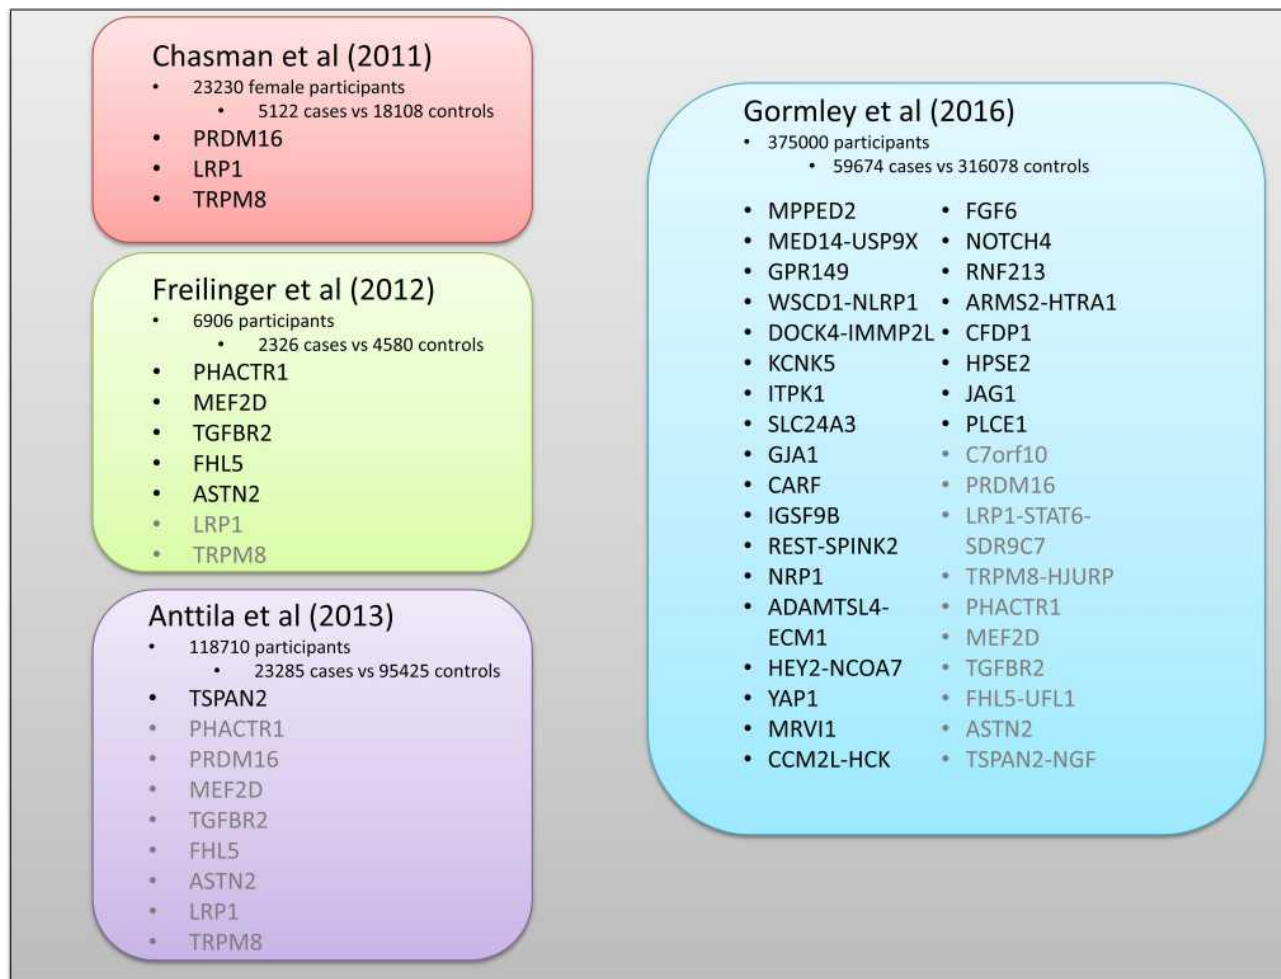 Chasman et al (2011)
• 23230 female participants
• 5122 cases vs 18108 controls
• PRDM16
• LRP1
• TRPM8
Freilinger et al (2012)
• 6906 participants
• 2326 cases vs 4580 controls
• PHACTR1
• MEF2D
• TGFBR2
• FHL5
• ASTN2
• LRP1
• TRPM8
Anttila et al (2013)
• 118710 participants
• 23285 cases vs 95425 controls
• TSPAN2
• PHACTR1
• PRDM16
• MEF2D
• TGFBR2
• FHL5
• ASTN2
• LRP1
• TRPM8
Gormley et al (2016)
• 375000 participants
• 59674 cases vs 316078 controls
• MPPED2
• MED14-USP9X
• GPR149
• WSCD1-NLRP1
• DOCK4-IMMP2L
• KCNK5
• ITPK1
• SLC24A3
• GJA1
• CARF
• IGSF9B
• REST-SPINK2
• NRP1
• ADAMTSL4-
ECM1
• HEY2-NCOA7
• YAP1
• MRVI1
• CCM2L-HCK
• FGF6
• NOTCH4
• RNF213
• ARMS2-HTRA1
• CFDP1
• HPSE2
• JAG1
• PLCE1
• C7orf10
• PRDM16
• LRP1-STAT6-
SDR9C7
• TRPM8-HJURP
• PHACTR1
• MEF2D
• TGFBR2
• FHL5-UFL1
• ASTN2
• TSPAN2-NGF